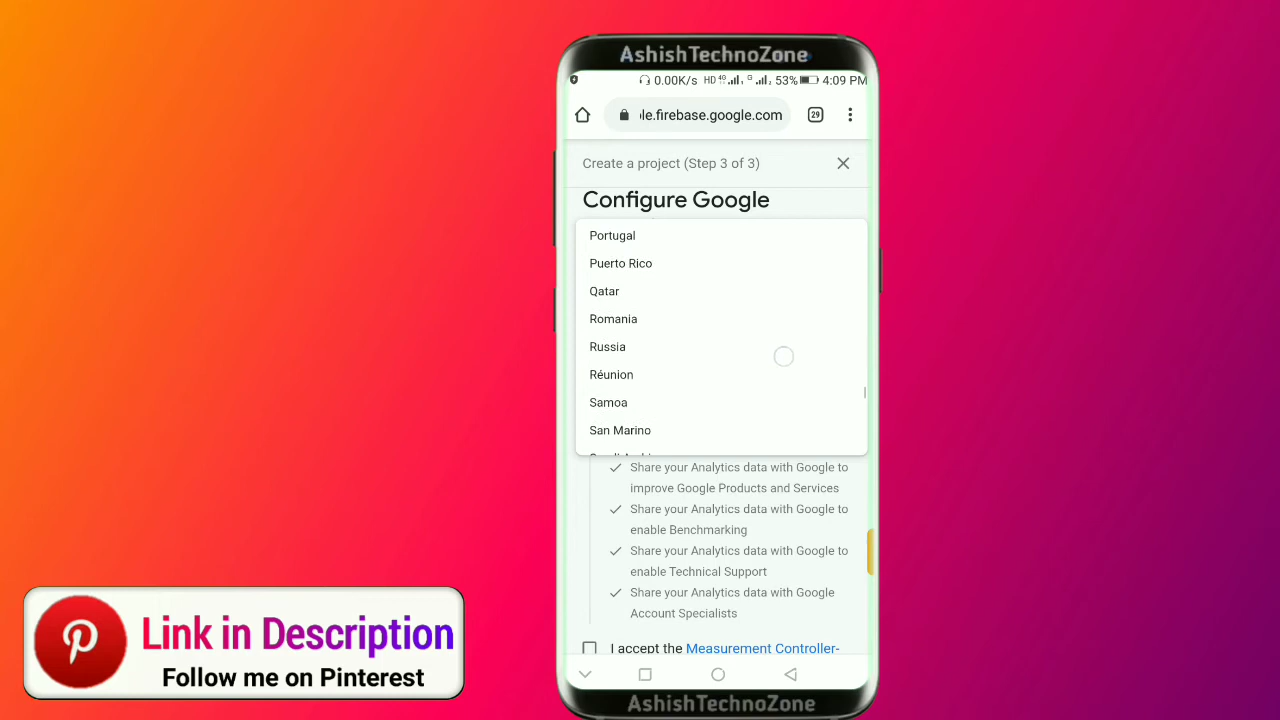 AshishTechnoZone
0.00K/s HD 4G G 53% 4:09 PM
le.firebase.google.com 29
Create a project (Step 3 of 3)
Configure Google
Portugal
Puerto Rico
Qatar
Romania
Russia
Réunion
Samoa
San Marino
Share your Analytics data with Google to
improve Google Products and Services
Share your Analytics data with Google to
enable Benchmarking
Share your Analytics data with Google to
enable Technical Support
Share your Analytics data with Google
Account Specialists
I accept the Measurement Controller-
AshishTechnoZone
Link in Description
Follow me on Pinterest